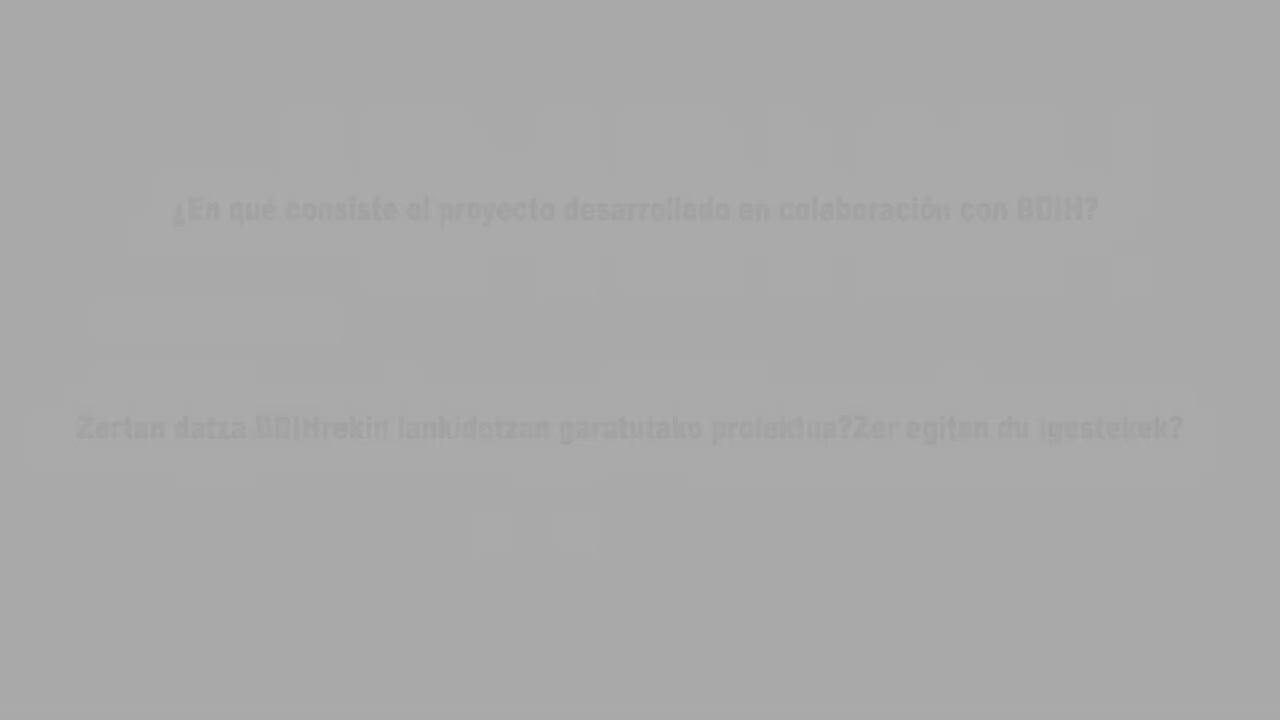 ¿En qué consiste el proyecto desarrollado en colaboración con BDIH?
Zertan datza BDIHrekin lankidetzan garatutako proiektua?Zer egiten du Igestekek?